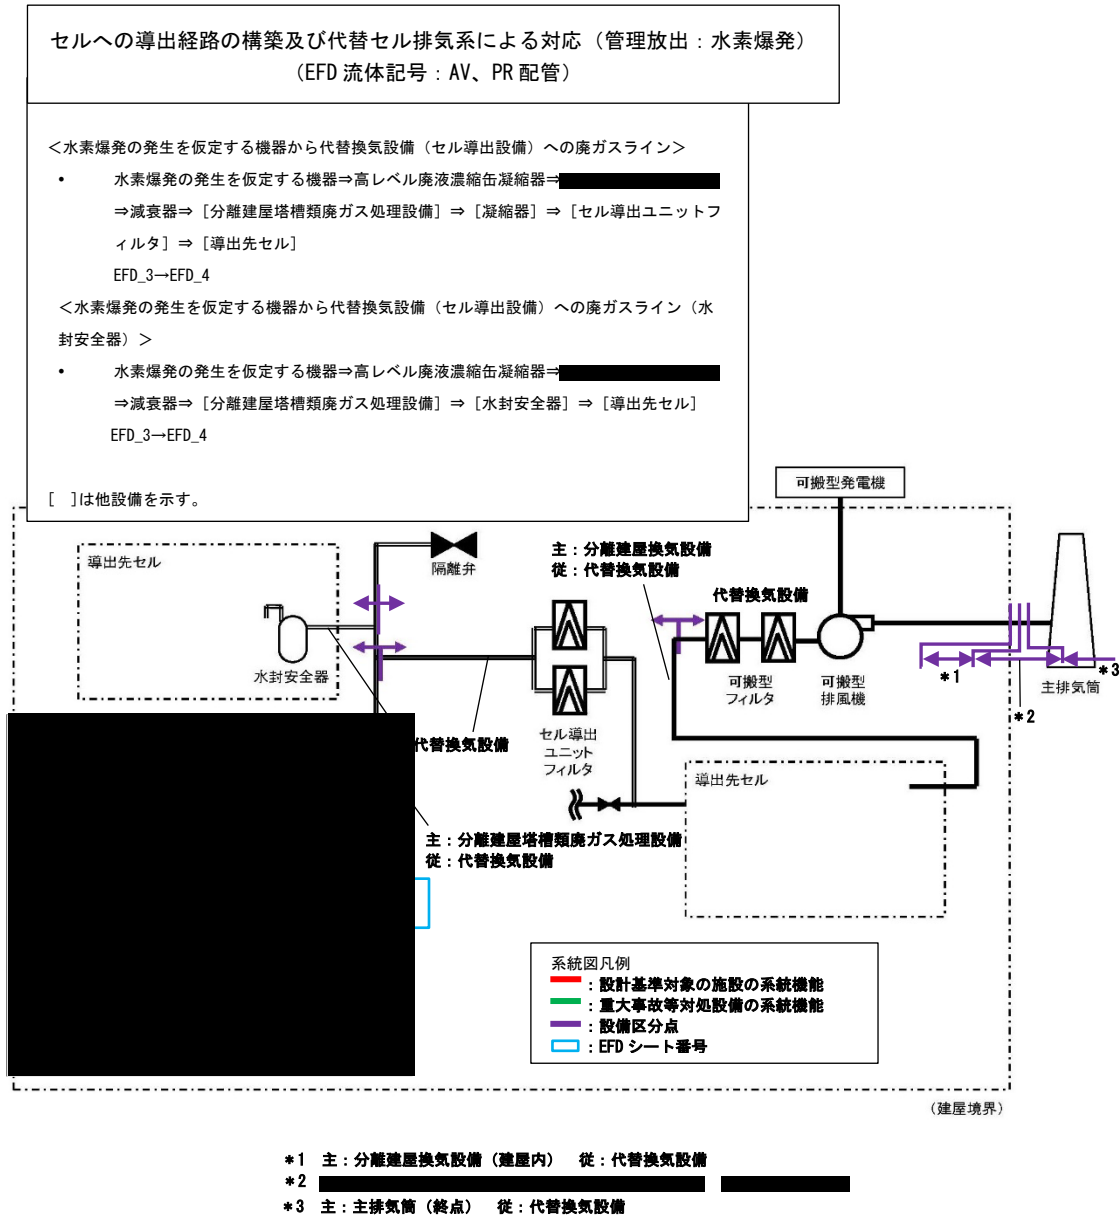 セルへの導出経路の構築及び代替セル排気系による対応（管理放出：水素爆発）
（EFD 流体記号：AV、PR 配管）
＜水素爆発の発生を仮定する機器から代替換気設備（セル導出設備）への廃ガスライン＞
• 水素爆発の発生を仮定する機器⇒高レベル廃液濃縮缶凝縮器⇒
⇒減衰器⇒［分離建屋塔槽類廃ガス処理設備］⇒［凝縮器］⇒［セル導出ユニットフ
ィルタ］⇒［導出先セル］
EFD_3→EFD_4
＜水素爆発の発生を仮定する機器から代替換気設備（セル導出設備）への廃ガスライン（水
封安全器）＞
• 水素爆発の発生を仮定する機器⇒高レベル廃液濃縮缶凝縮器⇒
⇒減衰器⇒［分離建屋塔槽類廃ガス処理設備］⇒［水封安全器］⇒［導出先セル］
EFD_3→EFD_4
[　]は他設備を示す。
可搬型発電機
導出先セル
隔離弁
主：分離建屋換気設備
従：代替換気設備
代替換気設備
水封安全器
可搬型
フィルタ
可搬型
排風機
＊1
＊2
＊3
主排気筒
代替換気設備
セル導出
ユニット
フィルタ
導出先セル
主：分離建屋塔槽類廃ガス処理設備
従：代替換気設備
系統図凡例
：設計基準対象の施設の系統機能
：重大事故等対処設備の系統機能
：設備区分点
：EFD シート番号
（建屋境界）
＊1 主：分離建屋換気設備（建屋内） 従：代替換気設備
＊2
＊3 主：主排気筒（終点） 従：代替換気設備